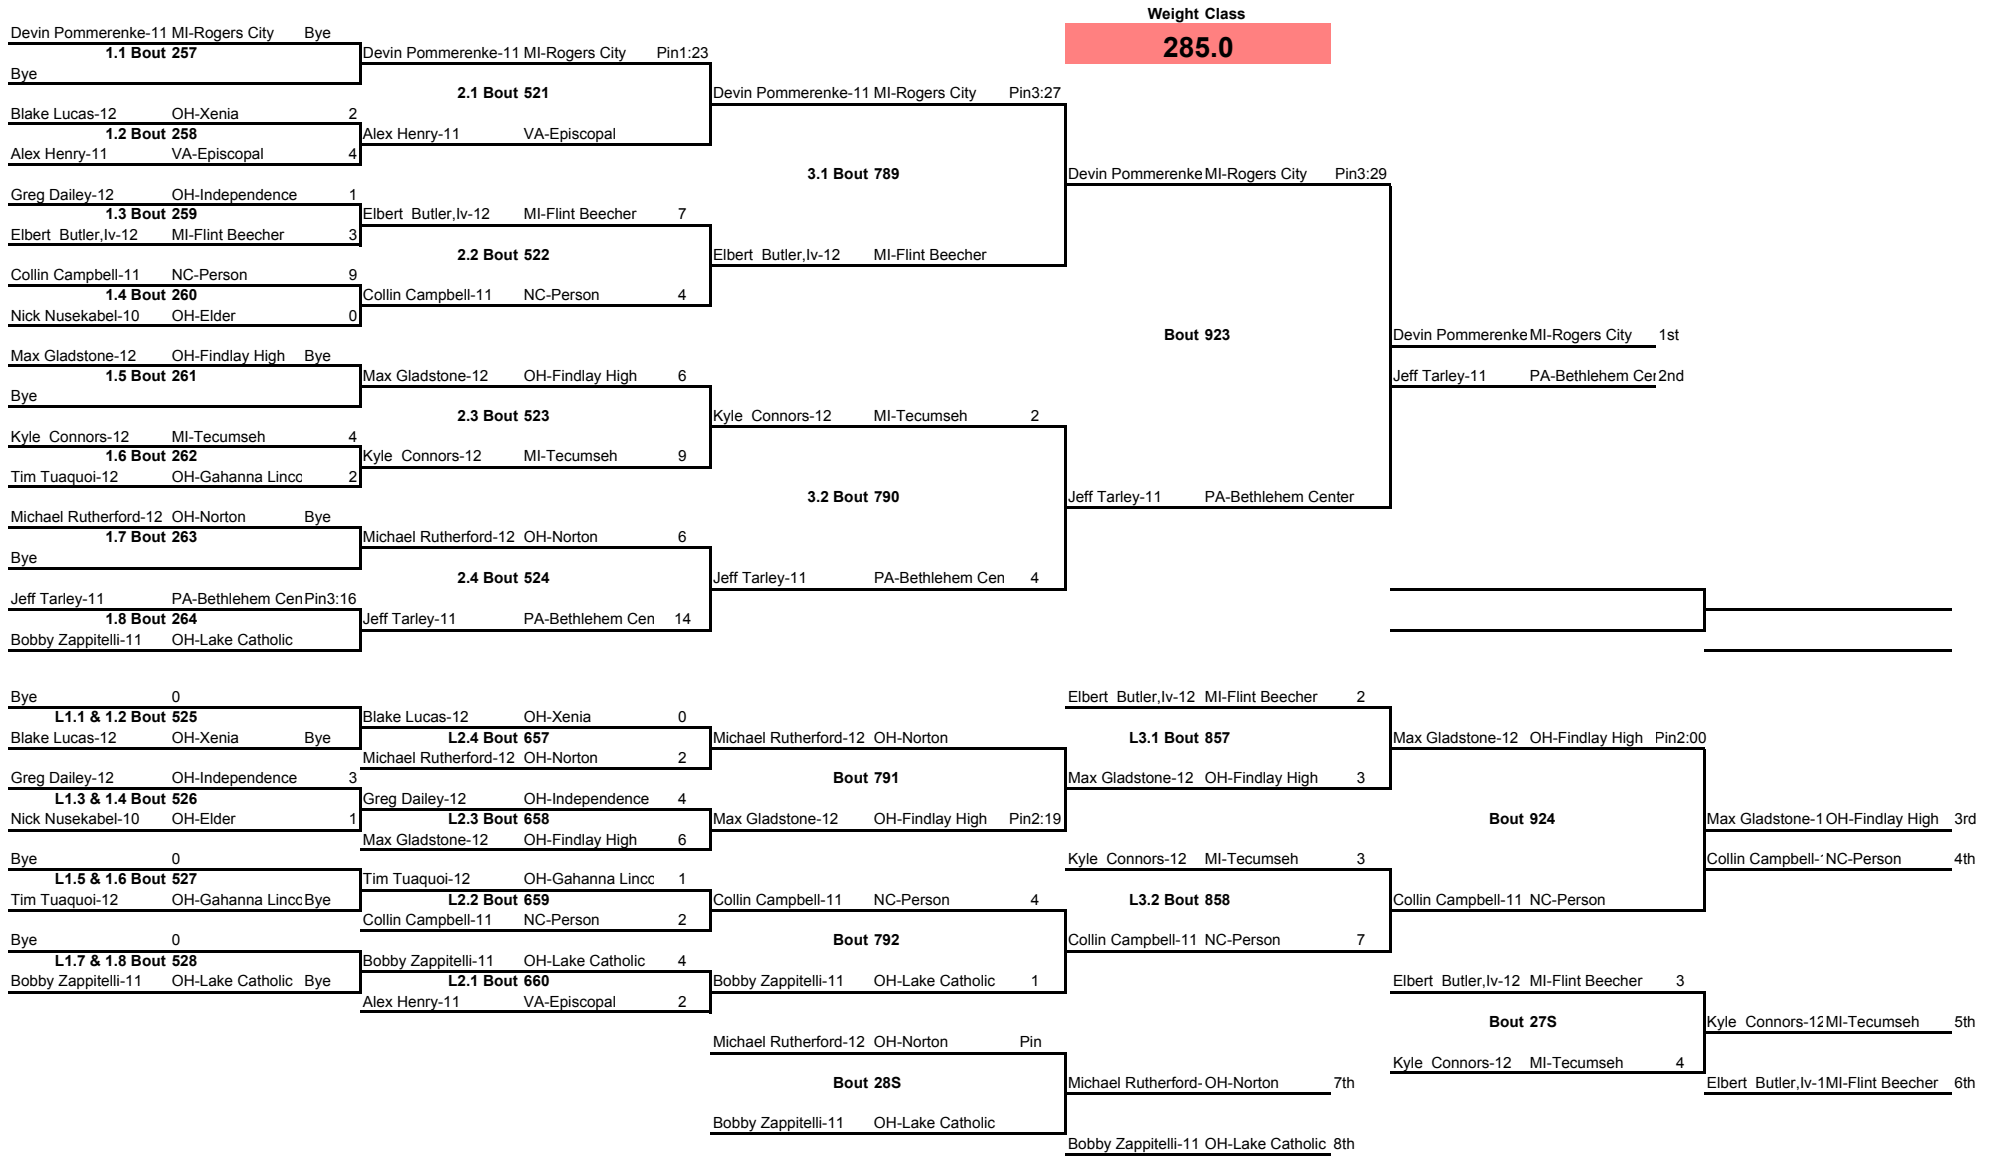 Weight Class
285.0
Devin Pommerenke-11 MI-Rogers City Bye
1.1 Bout 257
Bye
Blake Lucas-12 OH-Xenia 2
1.2 Bout 258
Alex Henry-11 VA-Episcopal 4
Greg Dailey-12 OH-Independence 1
1.3 Bout 259
Elbert Butler,Iv-12 MI-Flint Beecher 3
Collin Campbell-11 NC-Person 9
1.4 Bout 260
Nick Nusekabel-10 OH-Elder 0
Max Gladstone-12 OH-Findlay High Bye
1.5 Bout 261
Bye
Kyle Connors-12 MI-Tecumseh 4
1.6 Bout 262
Tim Tuaquoi-12 OH-Gahanna Linco 2
Michael Rutherford-12 OH-Norton Bye
1.7 Bout 263
Bye
Jeff Tarley-11 PA-Bethlehem Cen Pin3:16
1.8 Bout 264
Bobby Zappitelli-11 OH-Lake Catholic
Devin Pommerenke-11 MI-Rogers City Pin1:23
2.1 Bout 521
Alex Henry-11 VA-Episcopal
Elbert Butler,Iv-12 MI-Flint Beecher 7
2.2 Bout 522
Collin Campbell-11 NC-Person 4
Max Gladstone-12 OH-Findlay High 6
2.3 Bout 523
Kyle Connors-12 MI-Tecumseh 9
Michael Rutherford-12 OH-Norton 6
2.4 Bout 524
Jeff Tarley-11 PA-Bethlehem Cen 14
Devin Pommerenke-11 MI-Rogers City Pin3:27
3.1 Bout 789
Elbert Butler,Iv-12 MI-Flint Beecher
Kyle Connors-12 MI-Tecumseh 2
3.2 Bout 790
Jeff Tarley-11 PA-Bethlehem Cen 4
Devin Pommerenke MI-Rogers City Pin3:29
Bout 923
Jeff Tarley-11 PA-Bethlehem Center
Devin Pommerenke MI-Rogers City 1st
Jeff Tarley-11 PA-Bethlehem Cer 2nd
Bye 0
L1.1 & 1.2 Bout 525
Blake Lucas-12 OH-Xenia Bye
Greg Dailey-12 OH-Independence 3
L1.3 & 1.4 Bout 526
Nick Nusekabel-10 OH-Elder 1
Bye 0
L1.5 & 1.6 Bout 527
Tim Tuaquoi-12 OH-Gahanna Linco Bye
Bye 0
L1.7 & 1.8 Bout 528
Bobby Zappitelli-11 OH-Lake Catholic Bye
Blake Lucas-12 OH-Xenia 0
L2.4 Bout 657
Michael Rutherford-12 OH-Norton 2
Greg Dailey-12 OH-Independence 4
L2.3 Bout 658
Max Gladstone-12 OH-Findlay High 6
Tim Tuaquoi-12 OH-Gahanna Linco 1
L2.2 Bout 659
Collin Campbell-11 NC-Person 2
Bobby Zappitelli-11 OH-Lake Catholic 4
L2.1 Bout 660
Alex Henry-11 VA-Episcopal 2
Michael Rutherford-12 OH-Norton
Bout 791
Max Gladstone-12 OH-Findlay High Pin2:19
Collin Campbell-11 NC-Person 4
Bout 792
Bobby Zappitelli-11 OH-Lake Catholic 1
Michael Rutherford-12 OH-Norton Pin
Bout 28S
Bobby Zappitelli-11 OH-Lake Catholic
Elbert Butler,Iv-12 MI-Flint Beecher 2
L3.1 Bout 857
Max Gladstone-12 OH-Findlay High 3
Kyle Connors-12 MI-Tecumseh 3
L3.2 Bout 858
Collin Campbell-11 NC-Person 7
Michael Rutherford- OH-Norton 7th
Bobby Zappitelli-11 OH-Lake Catholic 8th
Max Gladstone-12 OH-Findlay High Pin2:00
Bout 924
Collin Campbell-11 NC-Person
Elbert Butler,Iv-12 MI-Flint Beecher 3
Bout 27S
Kyle Connors-12 MI-Tecumseh 4
Max Gladstone-1 OH-Findlay High 3rd
Collin Campbell- NC-Person 4th
Kyle Connors-12 MI-Tecumseh 5th
Elbert Butler,Iv-1 MI-Flint Beecher 6th